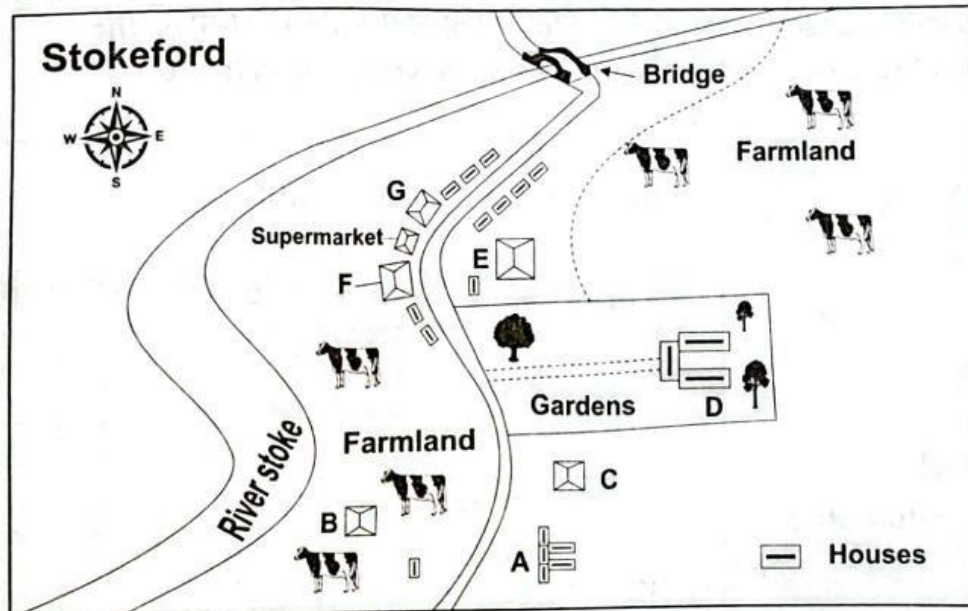 Stokeford
N
W E
S
Bridge
Farmland
G
Supermarket
E
F
Gardens
D
Farmland
River stoke
C
B
A
Houses